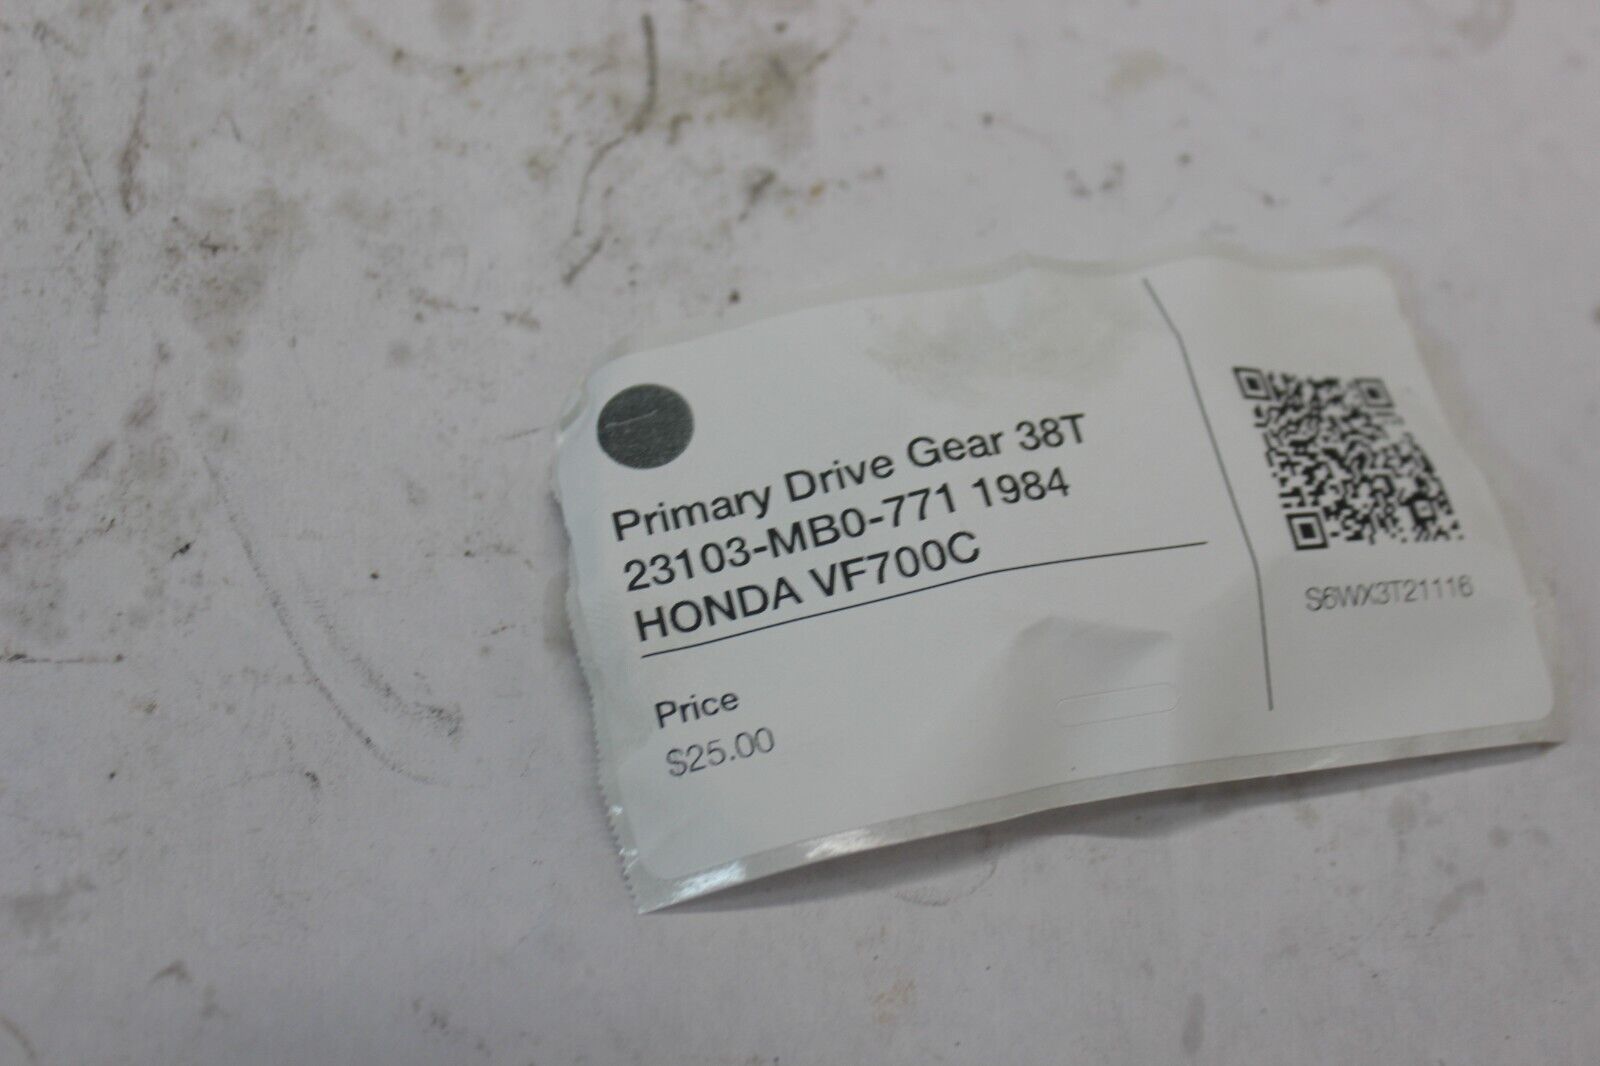 Primary Drive Gear 38T
23103-MB0-771 1984
HONDA VF700C
Price
$25.00
S6WX3T21116